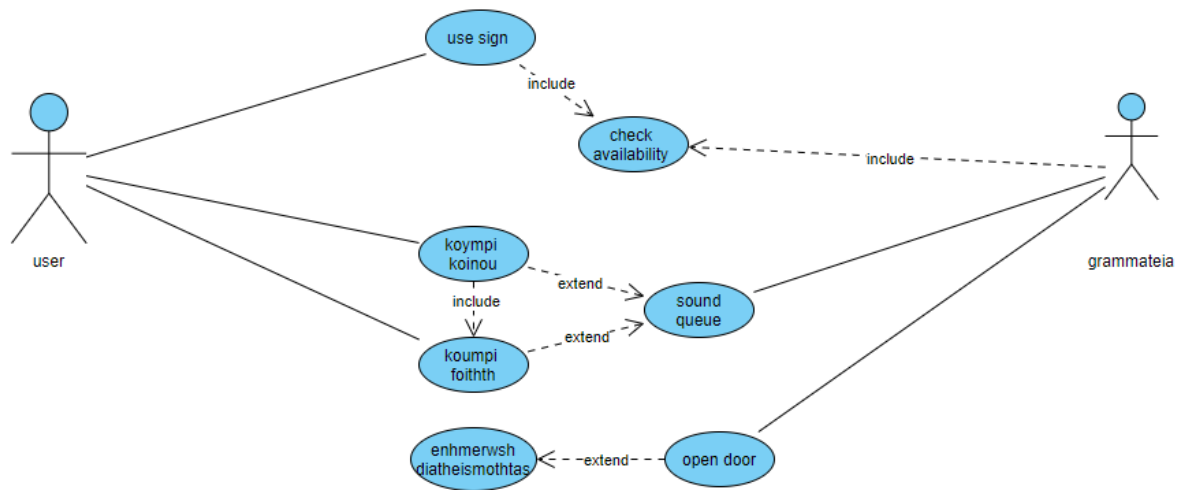 use sign
include
check
availability
include
user
grammateia
koympi
koinou
extend
include
sound
queue
extend
koumpi
foithth
enhmerwsh
diatheismothtas
extend
open door